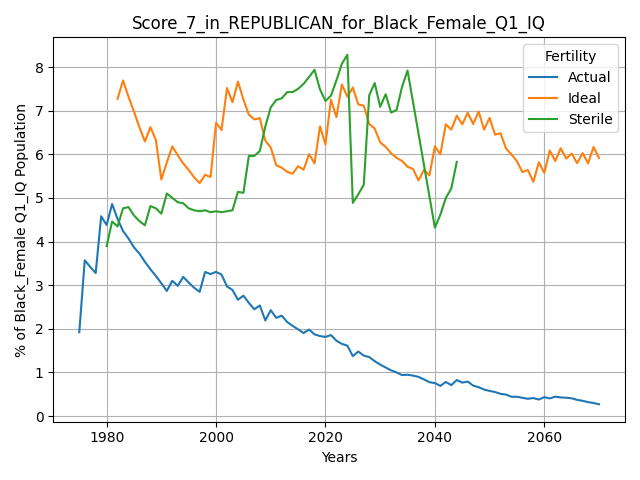 Score_7_in_REPUBLICAN_for_Black_Female_Q1_IQ
Fertility
Actual
Ideal
Sterile
% of Black_Female Q1_IQ Population
8
7
6
5
4
3
2
1
0
1980 2000 2020 2040 2060
Years